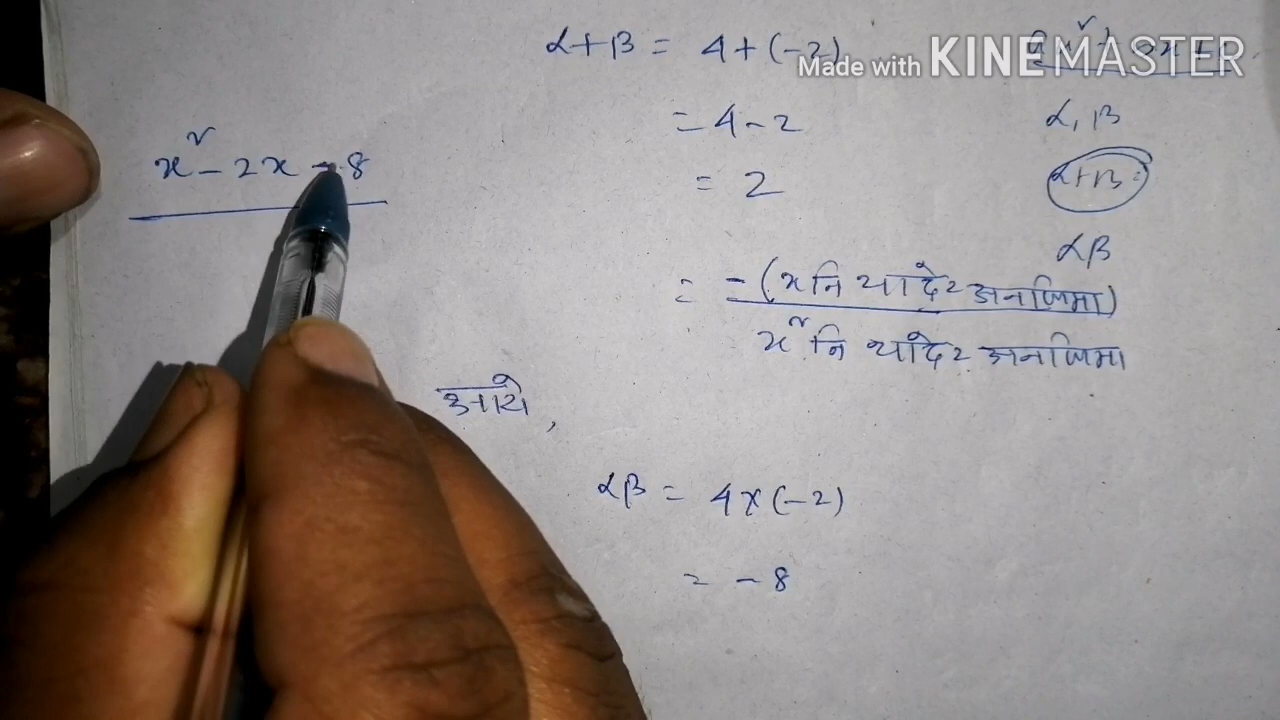 α+β = 4+(-2)
Made with KINEMASTER
= 4-2
α, β
x² - 2x - 8
= 2
α+β =
αβ
= -(x नि थादेर अनजिमा)
x² नि थादेर अनजिमा
आरो,
αβ = 4x(-2)
= -8